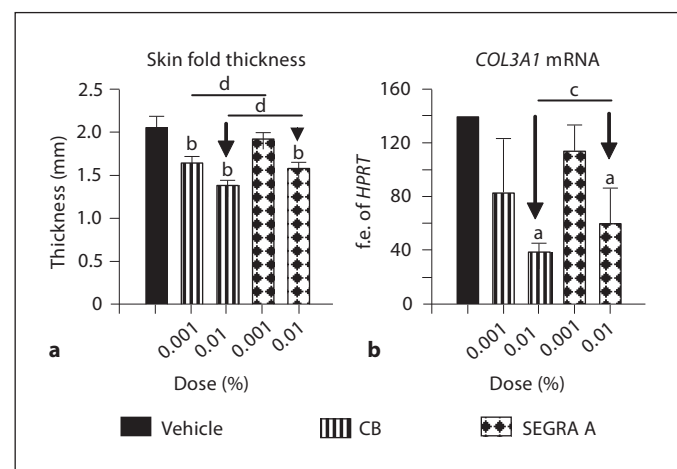 Skin fold thickness
d
d
b
b
b
2.5
2.0
1.5
1.0
0.5
0
Thickness (mm)
0.001
0.01
0.001
0.01
a
Dose (%)
COL3A1 mRNA
c
a
a
160
120
80
40
0
f.e. of HPRT
0.001
0.01
0.001
0.01
b
Dose (%)
Vehicle
CB
SEGRA A